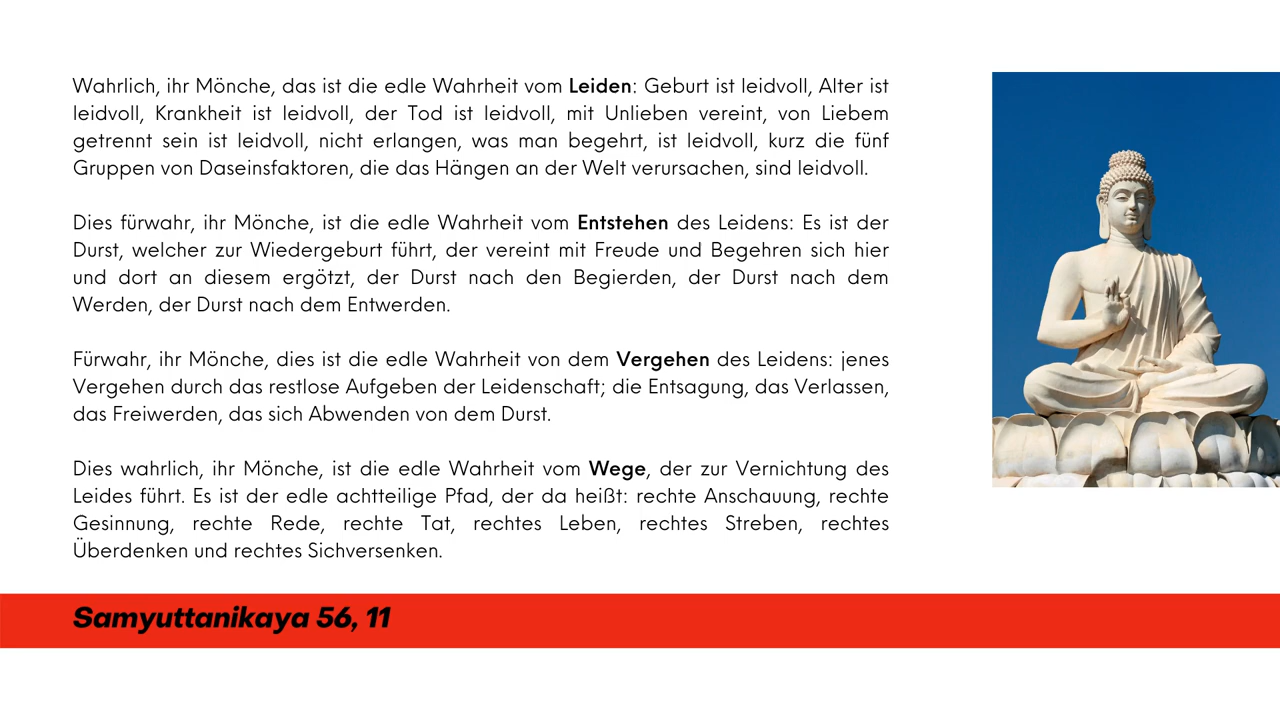 Wahrlich, ihr Mönche, das ist die edle Wahrheit vom Leiden: Geburt ist leidvoll, Alter ist
leidvoll, Krankheit ist leidvoll, der Tod ist leidvoll, mit Unlieben vereint, von Liebem
getrennt sein ist leidvoll, nicht erlangen, was man begehrt, ist leidvoll, kurz die fünf
Gruppen von Daseinsfaktoren, die das Hängen an der Welt verursachen, sind leidvoll.
Dies fürwahr, ihr Mönche, ist die edle Wahrheit vom Entstehen des Leidens: Es ist der
Durst, welcher zur Wiedergeburt führt, der vereint mit Freude und Begehren sich hier
und dort an diesem ergötzt, der Durst nach den Begierden, der Durst nach dem
Werden, der Durst nach dem Entwerden.
Fürwahr, ihr Mönche, dies ist die edle Wahrheit von dem Vergehen des Leidens: jenes
Vergehen durch das restlose Aufgeben der Leidenschaft; die Entsagung, das Verlassen,
das Freiwerden, das sich Abwenden von dem Durst.
Dies wahrlich, ihr Mönche, ist die edle Wahrheit vom Wege, der zur Vernichtung des
Leides führt. Es ist der edle achtteilige Pfad, der da heißt: rechte Anschauung, rechte
Gesinnung, rechte Rede, rechte Tat, rechtes Leben, rechtes Streben, rechtes
Überdenken und rechtes Sichversenken.
Samyuttanikaya 56, 11